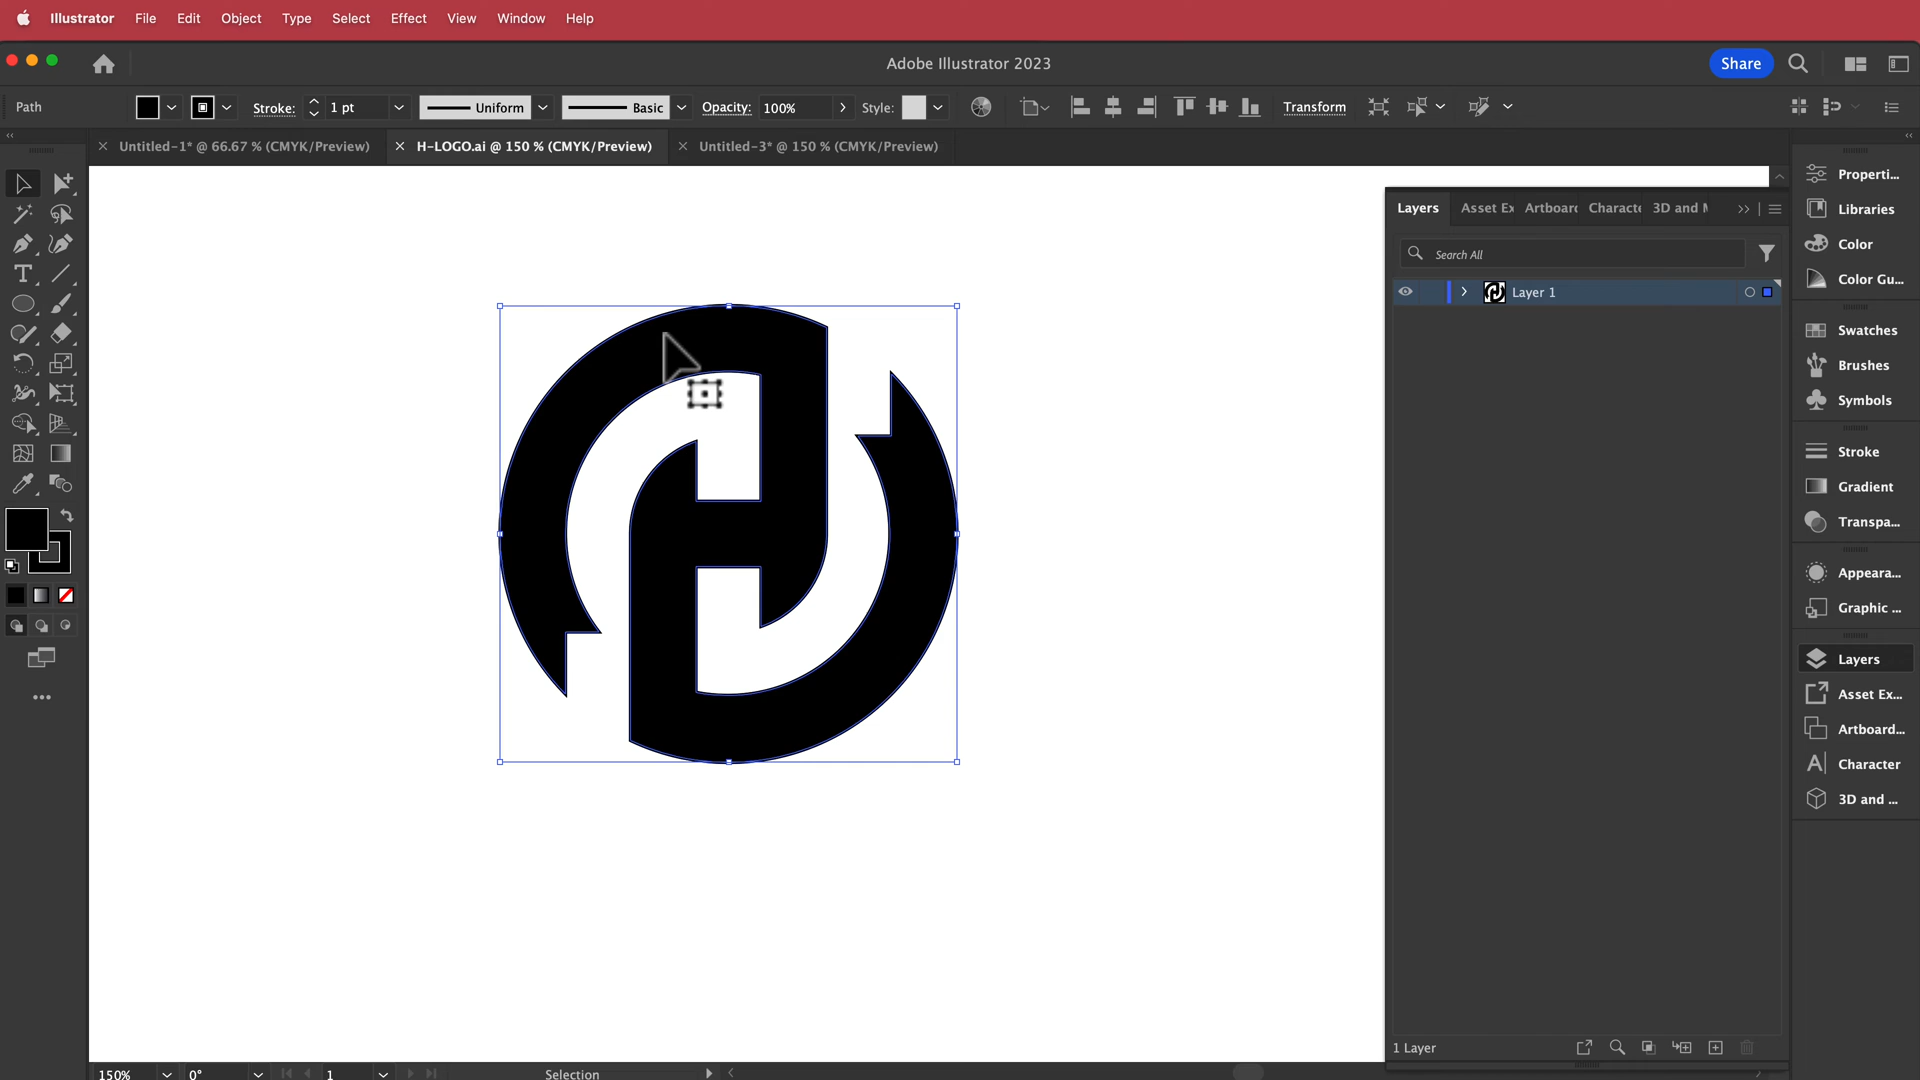 Illustrator File Edit Object Type Select Effect View Window Help
Adobe Illustrator 2023
Share
Path
Stroke: 1 pt Uniform Basic Opacity: 100% Style: Transform
Untitled-1* @ 66.67 % (CMYK/Preview) H-LOGO.ai @ 150 % (CMYK/Preview) Untitled-3* @ 150 % (CMYK/Preview)
Layers Asset Ex Artboard Characte 3D and M
Search All
Layer 1
Properti...
Libraries
Color
Color Gu...
Swatches
Brushes
Symbols
Stroke
Gradient
Transpa...
Appeara...
Graphic ...
Layers
Asset Ex...
Artboard...
Character
3D and ...
1 Layer
150% 0° 1 Selection